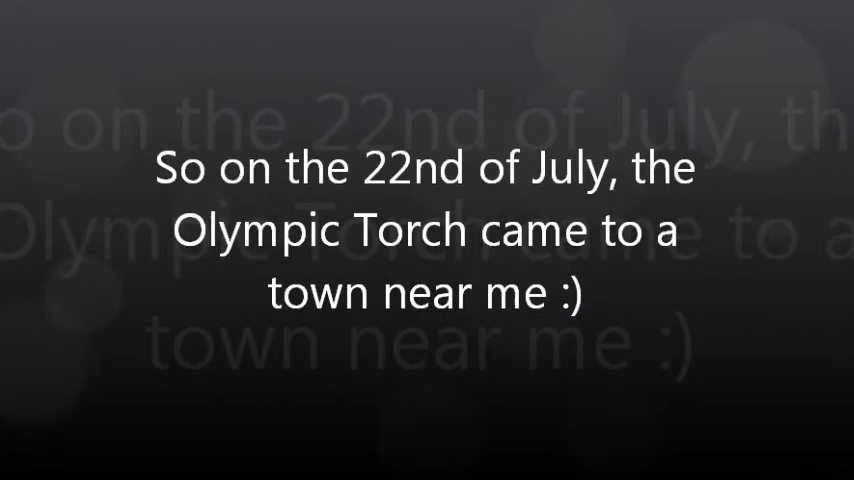 So on the 22nd of July, the
Olympic Torch came to a
town near me :)